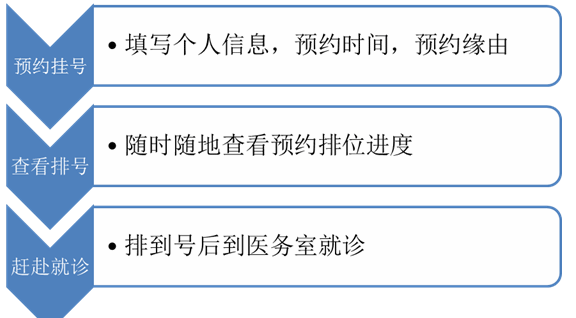 预约挂号
• 填写个人信息，预约时间，预约缘由
查看排号
• 随时随地查看预约排位进度
赶赴就诊
• 排到号后到医务室就诊